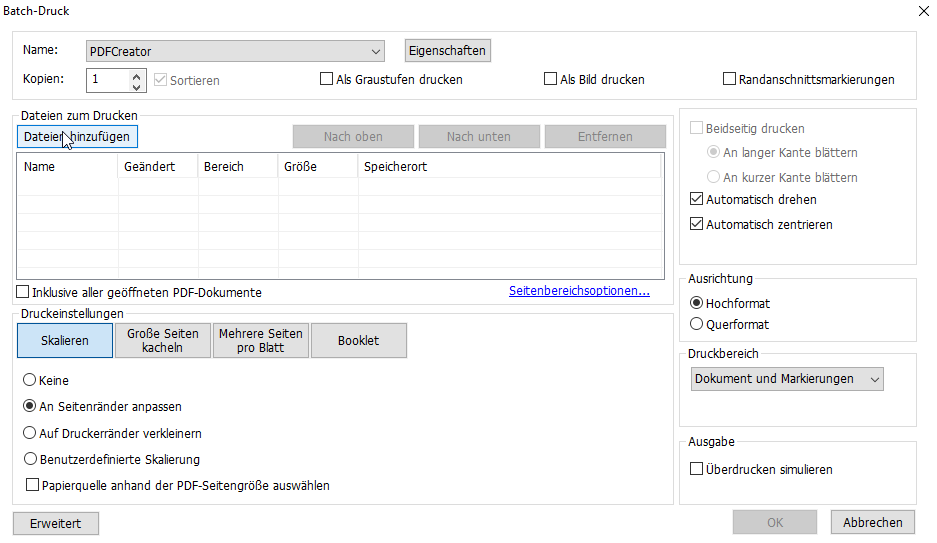 Batch-Druck
Name: PDFCreator Eigenschaften
Kopien: 1 Sortieren Als Graustufen drucken Als Bild drucken Randanschnittsmarkierungen
Dateien zum Drucken
Dateien hinzufügen Nach oben Nach unten Entfernen
Name Geändert Bereich Größe Speicherort
Inklusive aller geöffneten PDF-Dokumente Seitenbereichsoptionen...
Druckeinstellungen
Skalieren
Große Seiten
kacheln
Mehrere Seiten
pro Blatt
Booklet
Keine
An Seitenränder anpassen
Auf Druckerränder verkleinern
Benutzerdefinierte Skalierung
Papierquelle anhand der PDF-Seitengröße auswählen
Beidseitig drucken
An langer Kante blättern
An kurzer Kante blättern
Automatisch drehen
Automatisch zentrieren
Ausrichtung
Hochformat
Querformat
Druckbereich
Dokument und Markierungen
Ausgabe
Überdrucken simulieren
Erweitert OK Abbrechen